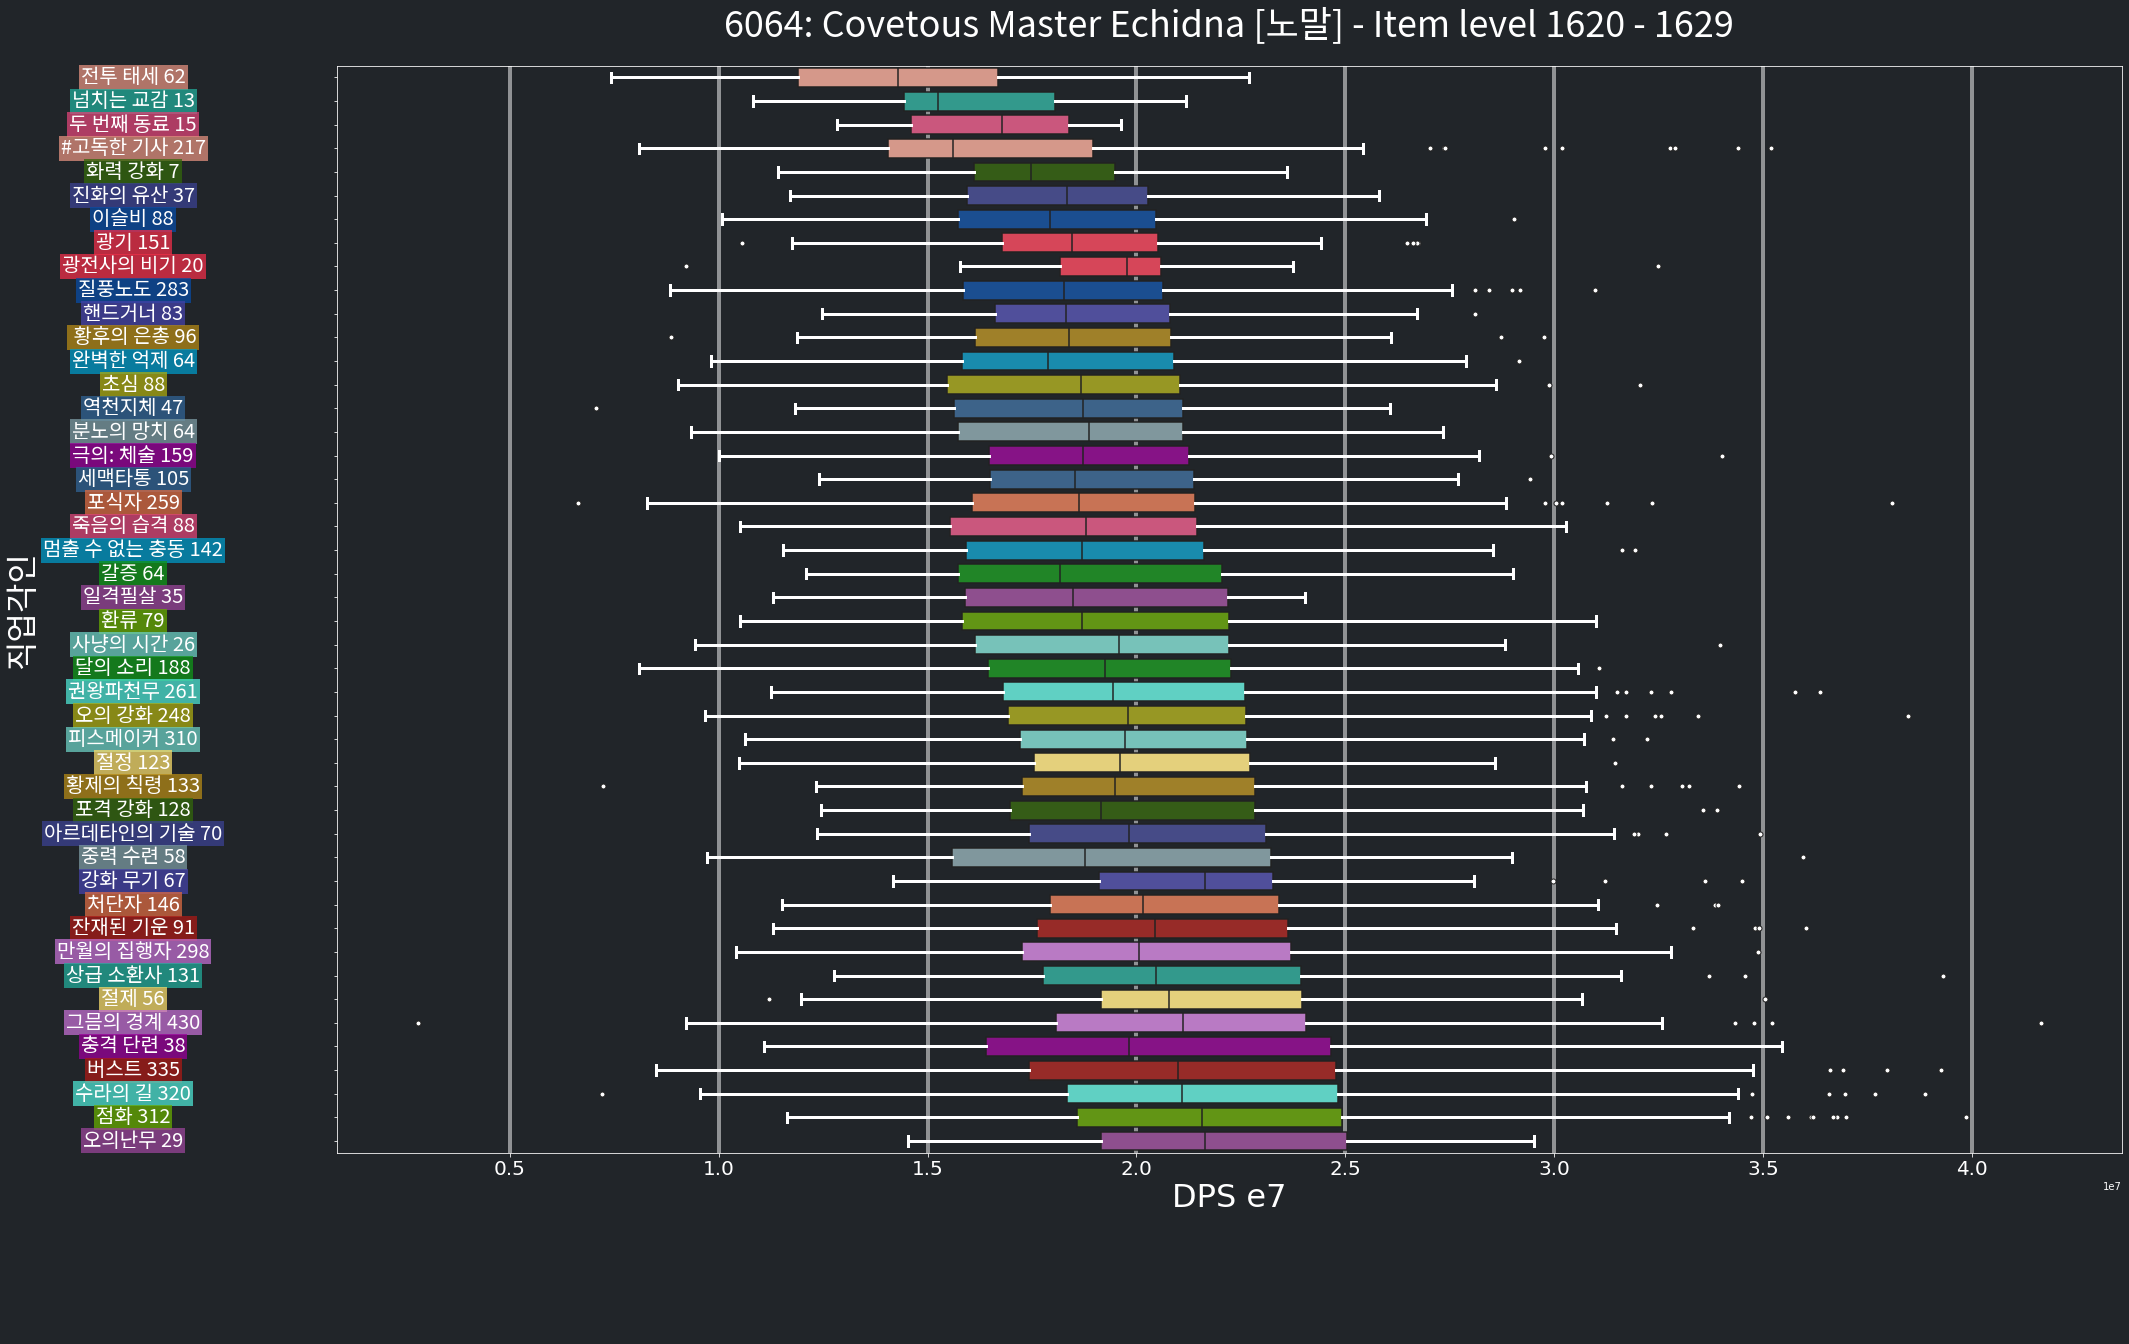 6064: Covetous Master Echidna [노말] - Item level 1620 - 1629
전투 태세 62
넘치는 교감 13
두 번째 동료 15
#고독한 기사 217
화력 강화 7
진화의 유산 37
이슬비 88
광기 151
광전사의 비기 20
질풍노도 283
핸드거너 83
황후의 은총 96
완벽한 억제 64
초심 88
역천지체 47
분노의 망치 64
극의: 체술 159
세맥타통 105
포식자 259
죽음의 습격 88
멈출 수 없는 충동 142
갈증 64
일격필살 35
환류 79
사냥의 시간 26
달의 소리 188
권왕파천무 261
오의 강화 248
피스메이커 310
절정 123
황제의 칙령 133
포격 강화 128
아르데타인의 기술 70
중력 수련 58
강화 무기 67
처단자 146
잔재된 기운 91
만월의 집행자 298
상급 소환사 131
절제 56
그믐의 경계 430
충격 단련 38
버스트 335
수라의 길 320
점화 312
오의난무 29
직업각인
0.5 1.0 1.5 2.0 2.5 3.0 3.5 4.0
DPS e7
1e7